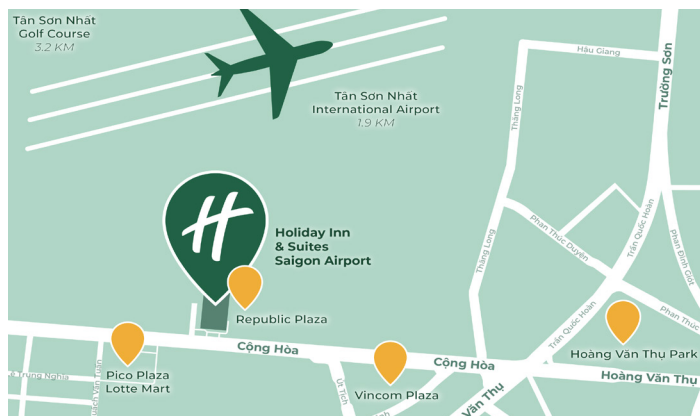 Tân Sơn Nhất
Golf Course
3.2 KM
Tân Sơn Nhất
International Airport
1.9 KM
Hậu Giang
Trường Sơn
Thăng Long
Holiday Inn
& Suites
Saigon Airport
Republic Plaza
Thăng Long
Phan Thúc Duyện
Trần Quốc Hoàn
Phan Đình Giót
Phan Thúc
Trần Quốc Hoàn
Hoàng Văn Thụ Park
Cộng Hòa
Cộng Hòa
Hoàng Văn Thụ
Pico Plaza
Lotte Mart
Vincom Plaza
Út Tịch
Văn Thụ
Trung Nghĩa